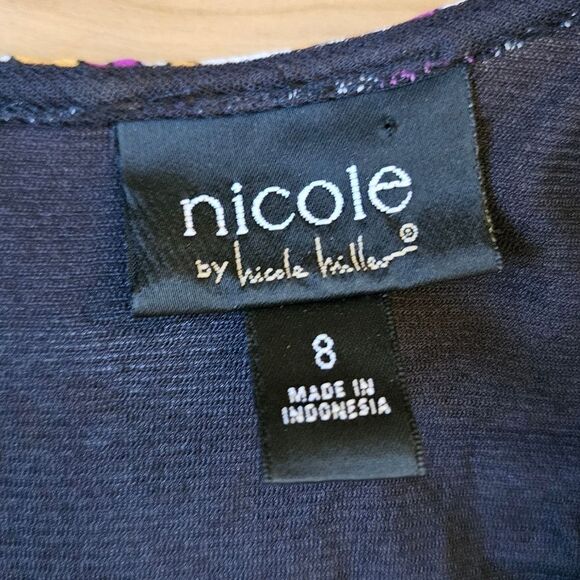 nicole
by nicole miller®
8
MADE IN
INDONESIA